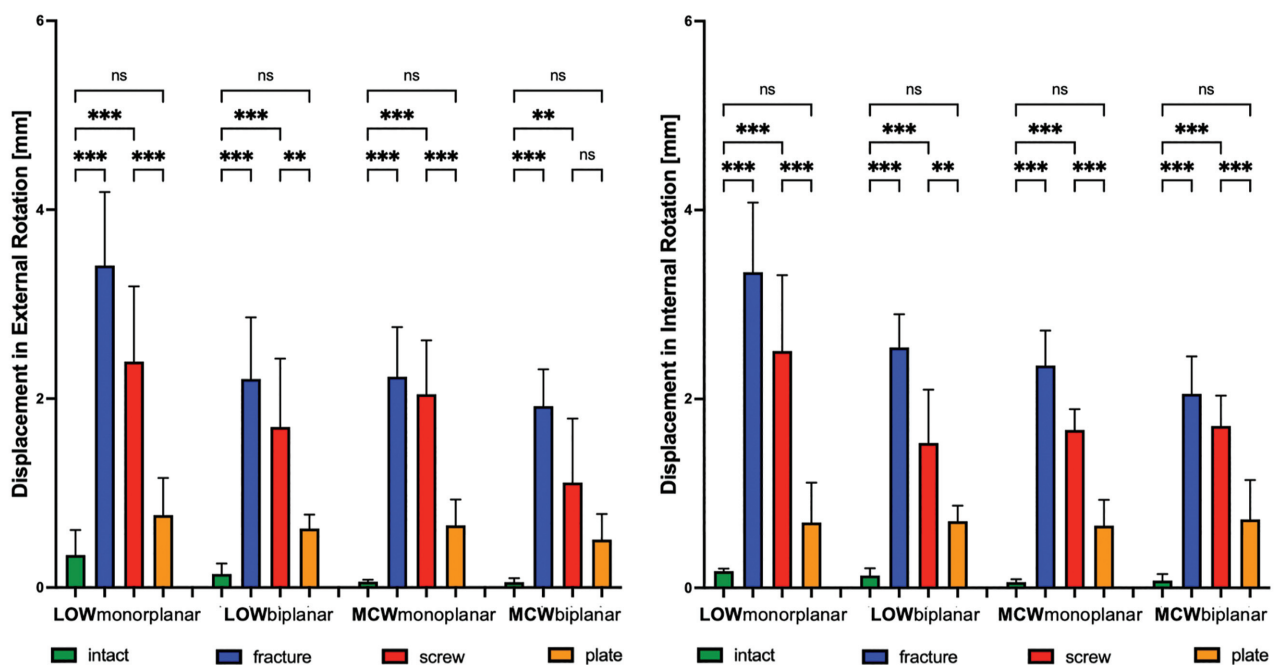 Displacement in External Rotation [mm]
6
4
2
0
ns ns ns ns
*** *** *** **
*** *** *** ** *** *** *** ns
LOWmonorplanar LOWbiplanar MCWmonoplanar MCWbiplanar
intact fracture screw plate
Displacement in Internal Rotation [mm]
6
4
2
0
ns ns ns ns
*** *** *** ***
*** *** *** ** *** *** *** ***
LOWmonorplanar LOWbiplanar MCWmonoplanar MCWbiplanar
intact fracture screw plate